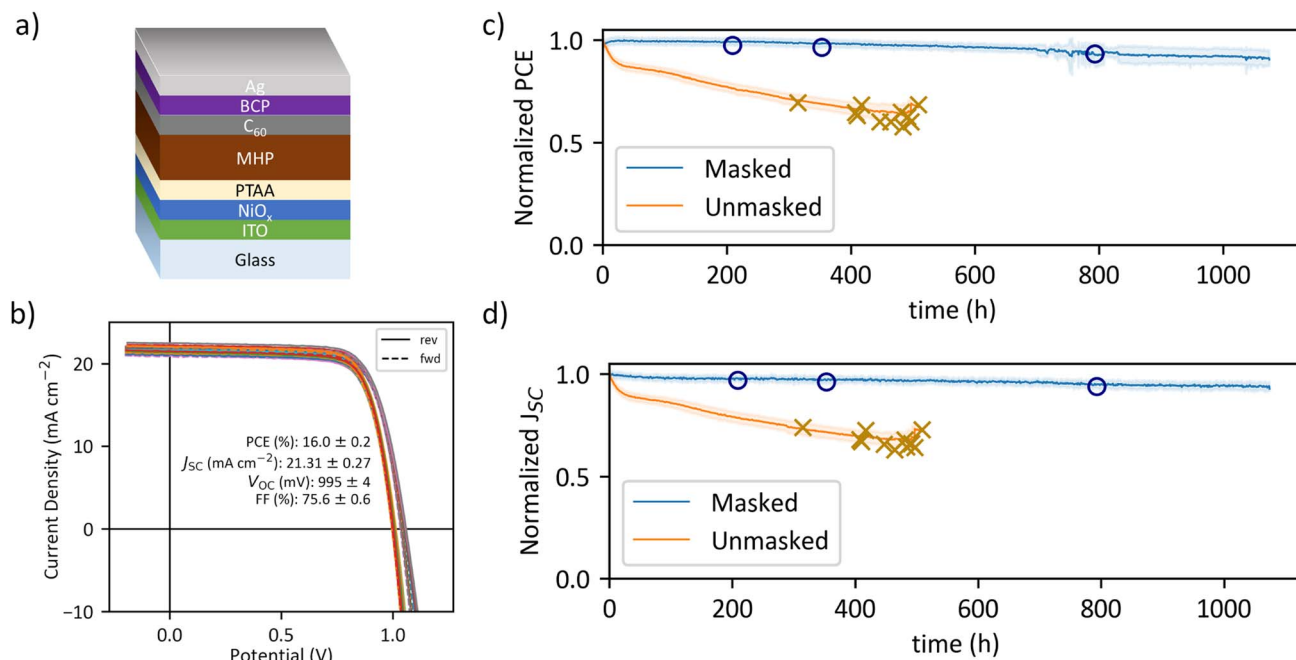 a)
Ag
BCP
C60
MHP
PTAA
NiOx
ITO
Glass
b)
Current Density (mA cm−2)
20
10
0
−10
0.0
0.5
1.0
Potential (V)
rev
fwd
PCE (%): 16.0 ± 0.2
JSC (mA cm−2): 21.31 ± 0.27
VOC (mV): 995 ± 4
FF (%): 75.6 ± 0.6
c)
Normalized PCE
1.0
0.5
0.0
Masked
Unmasked
0
200
400
600
800
1000
time (h)
d)
Normalized JSC
1.0
0.5
0.0
Masked
Unmasked
0
200
400
600
800
1000
time (h)